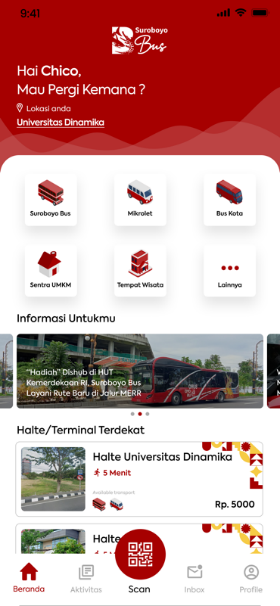 9:41
Suroboyo
Bus
Hai Chico,
Mau Pergi Kemana ?
Lokasi anda
Universitas Dinamika
Suroboyo Bus
Mikrolet
Bus Kota
Sentra UMKM
Tempat Wisata
Lainnya
Informasi Untukmu
"Hadiah" Dishub di HUT
Kemerdekaan RI, Suroboyo Bus
Layani Rute Baru di Jalur MERR
Halte/Terminal Terdekat
Halte Universitas Dinamika
5 Menit
Available transport
Rp. 5000
Halte
Beranda
Aktivitas
Scan
Inbox
Profile